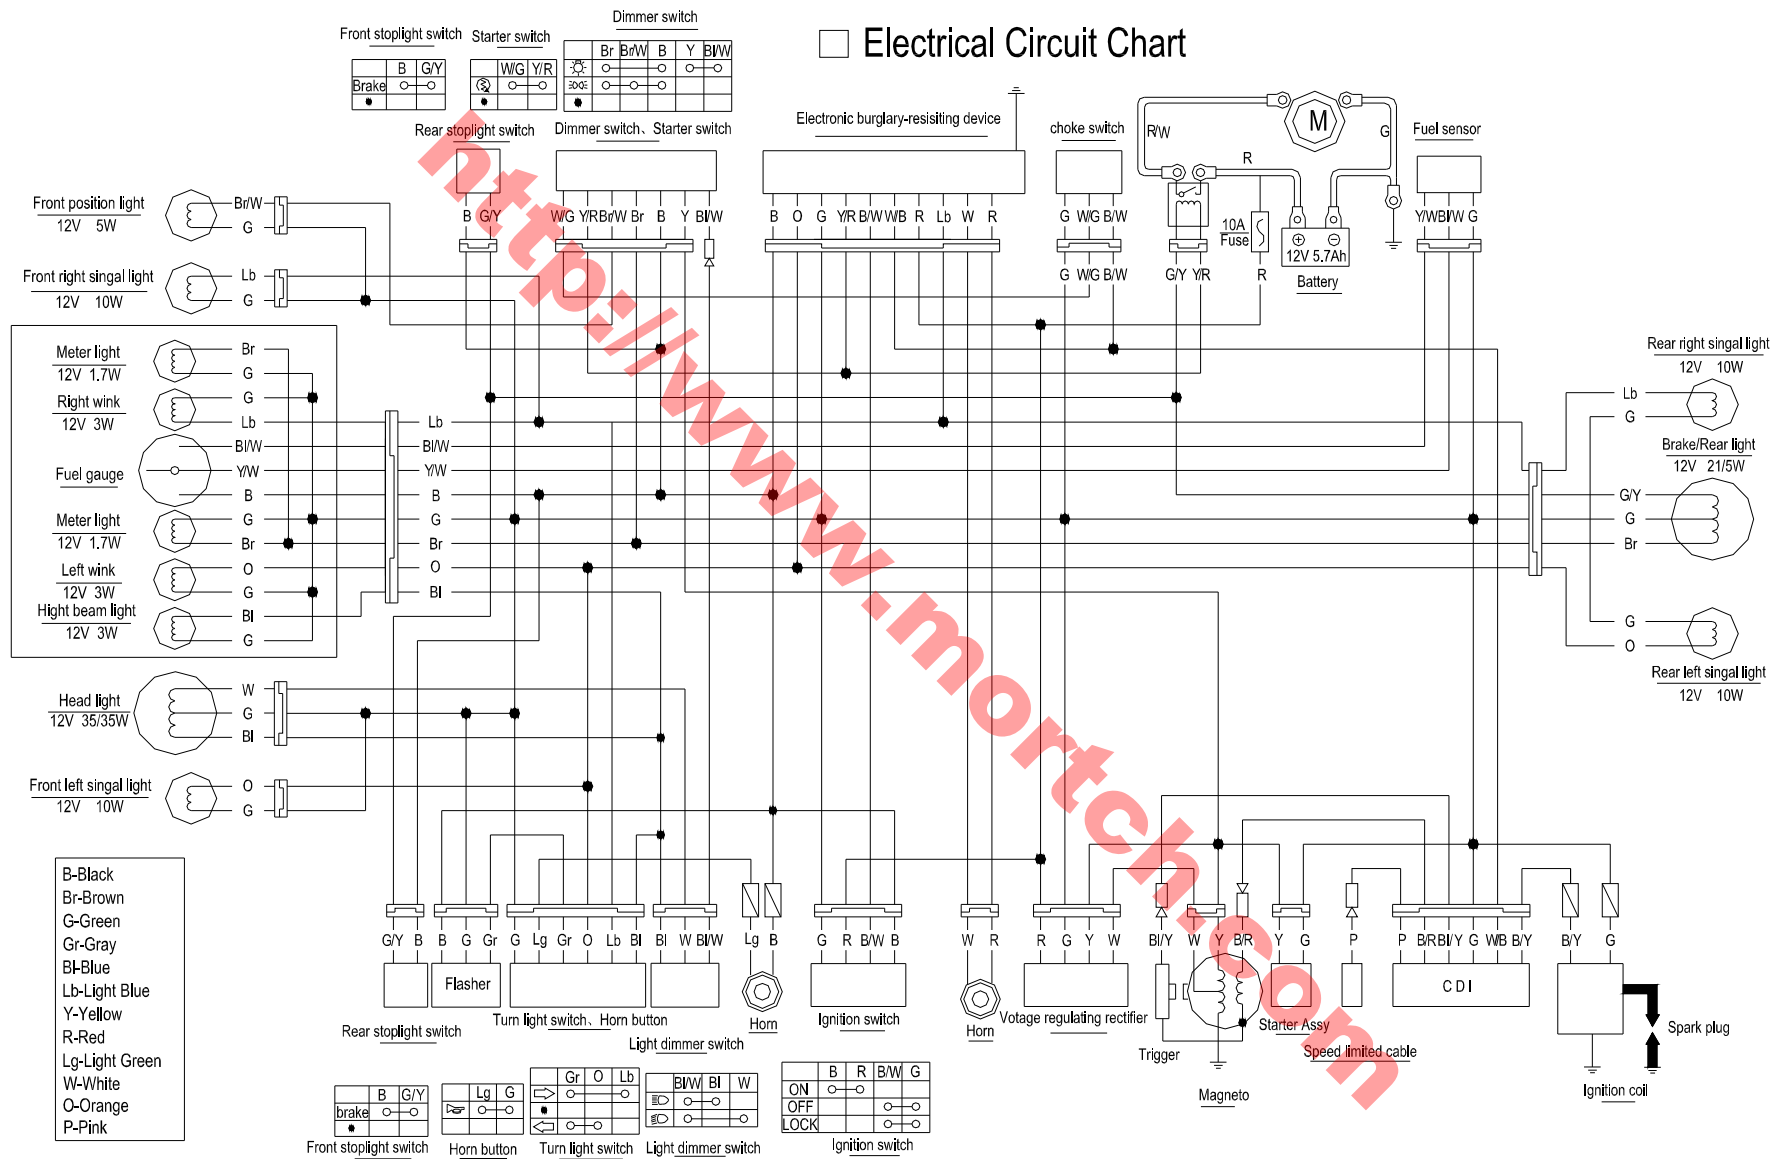 Electrical Circuit Chart
Front stoplight switch
B G/Y
Brake
Starter switch
W/G Y/R
Dimmer switch
Br Br/W B Y Bl/W
Rear stoplight switch
B G/Y
Dimmer switch、Starter switch
W/G Y/R Br/W Br B Y Bl/W
Electronic burglary-resisiting device
B O G Y/R B/W W/B R Lb W R
choke switch
G W/G B/W
G W/G B/W
R/W
M
G
R
10A
Fuse
R
G/Y Y/R
12V 5.7Ah
Battery
Fuel sensor
Y/W Bl/W G
Front position light
12V 5W
Br/W
G
Front right singal light
12V 10W
Lb
G
Meter light
12V 1.7W
Br
G
Right wink
12V 3W
G
Lb
Fuel gauge
Bl/W
Y/W
B
Meter light
12V 1.7W
G
Br
Left wink
12V 3W
O
G
Hight beam light
12V 3W
Bl
G
Lb
Bl/W
Y/W
B
G
Br
O
Bl
Head light
12V 35/35W
W
G
Bl
Front left singal light
12V 10W
O
G
Rear right singal light
12V 10W
Lb
G
Brake/Rear light
12V 21/5W
G/Y
G
Br
G
O
Rear left singal light
12V 10W
http://www.mortch.com
B-Black
Br-Brown
G-Green
Gr-Gray
Bl-Blue
Lb-Light Blue
Y-Yellow
R-Red
Lg-Light Green
W-White
O-Orange
P-Pink
G/Y B
Rear stoplight switch
B G Gr
Flasher
G Lg Gr O Lb Bl
Turn light switch、Horn button
Bl W Bl/W
Light dimmer switch
Lg B
Horn
G R B/W B
Ignition switch
W R
Horn
R G Y W
Votage regulating rectifier
Bl/Y W Y B/R
Trigger
Magneto
Y G
Starter Assy
P
Speed limited cable
P B/R Bl/Y G W/B B/Y
CDI
B/Y G
Ignition coil
Spark plug
B G/Y
brake
Front stoplight switch
Lg G
Horn button
Gr O Lb
Turn light switch
Bl/W Bl W
Light dimmer switch
B R B/W G
ON
OFF
LOCK
Ignition switch